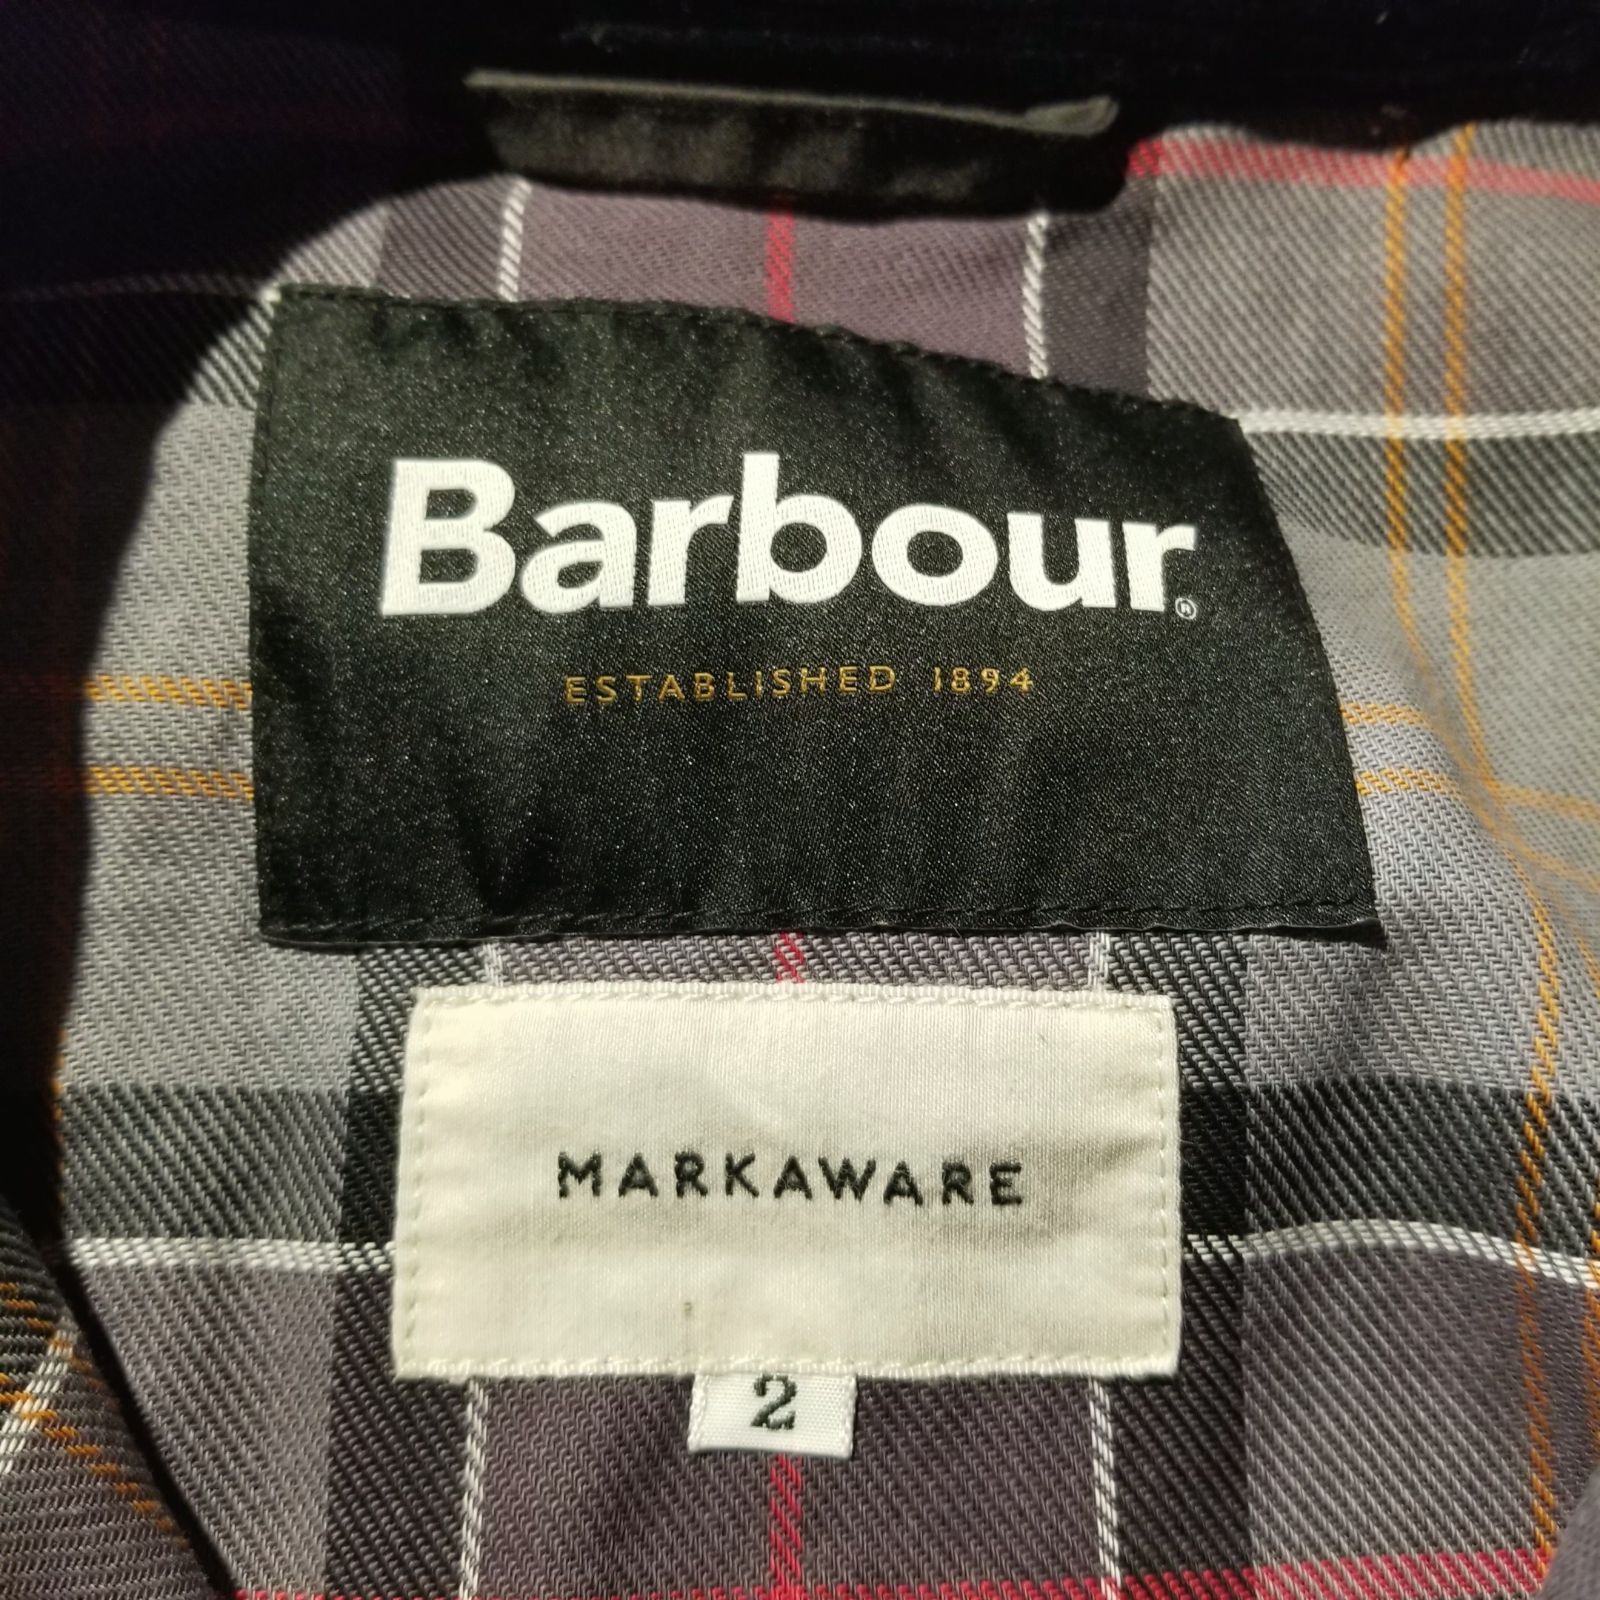 Barbour®
ESTABLISHED 1894
MARKAWARE
2